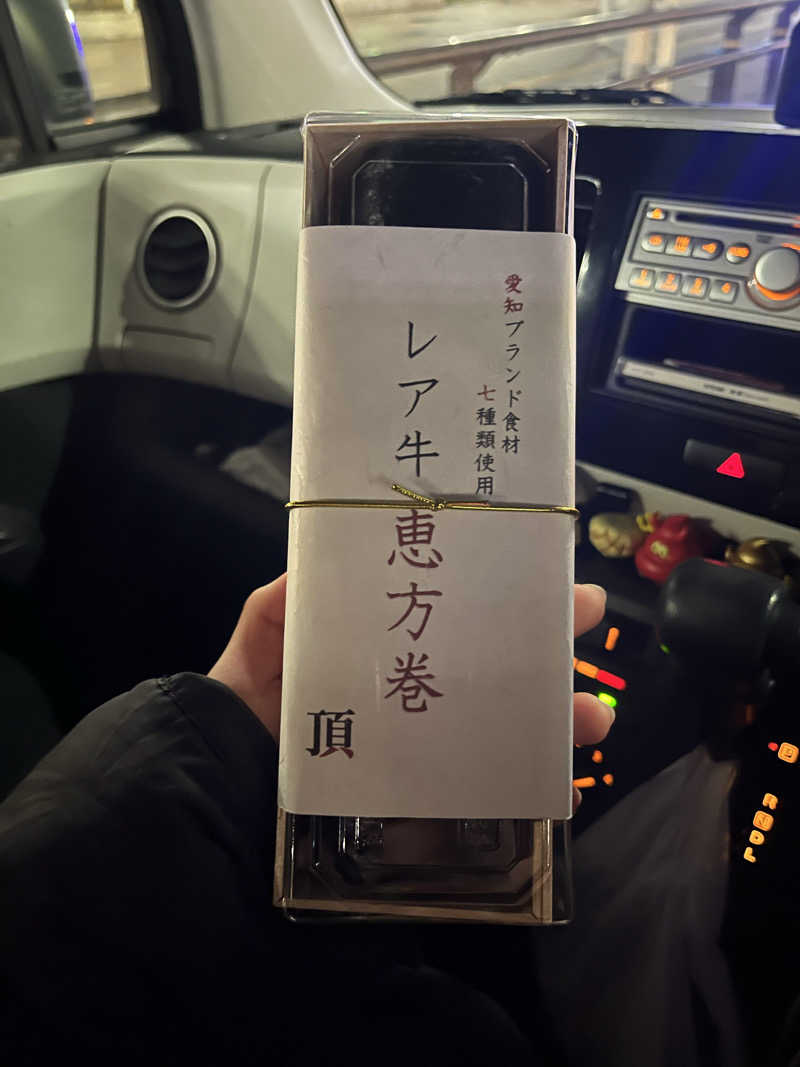 愛知ブランド食材
七種類使用
レア牛恵方巻
頂